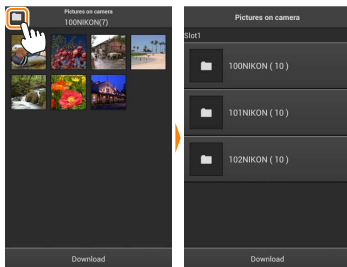 Pictures on camera
100NIKON(7)
Download
Pictures on camera
Slot1
100NIKON ( 10 )
101NIKON ( 10 )
102NIKON ( 10 )
Download